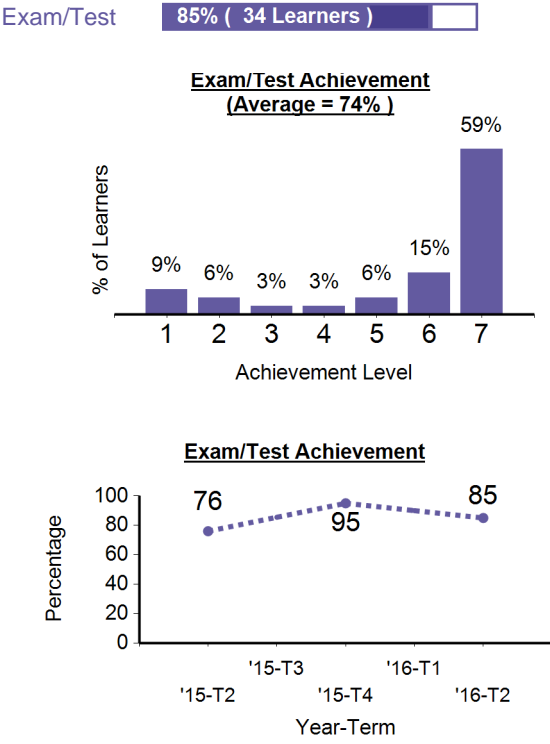 Exam/Test 85% ( 34 Learners )
Exam/Test Achievement
(Average = 74% )
59%
15%
9% 6% 3% 3% 6%
% of Learners
1 2 3 4 5 6 7
Achievement Level
Exam/Test Achievement
Percentage
100
80
60
40
20
0
76 95 85
'15-T3 '16-T1
'15-T2 '15-T4 '16-T2
Year-Term